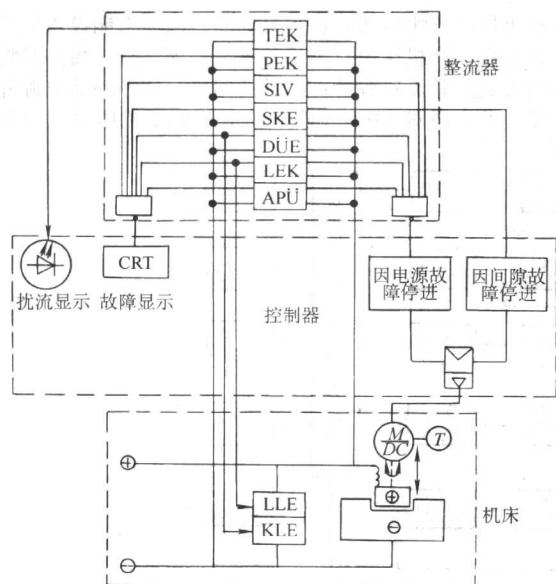 TEK
PEK
整流器
SIV
SKE
DÜE
LEK
APÜ
CRT
因电源故
障停进
因间隙故
障停进
扰流显示
故障显示
控制器
M
DC
T
⊕
LLE
KLE
⊕
机床
⊖
⊖